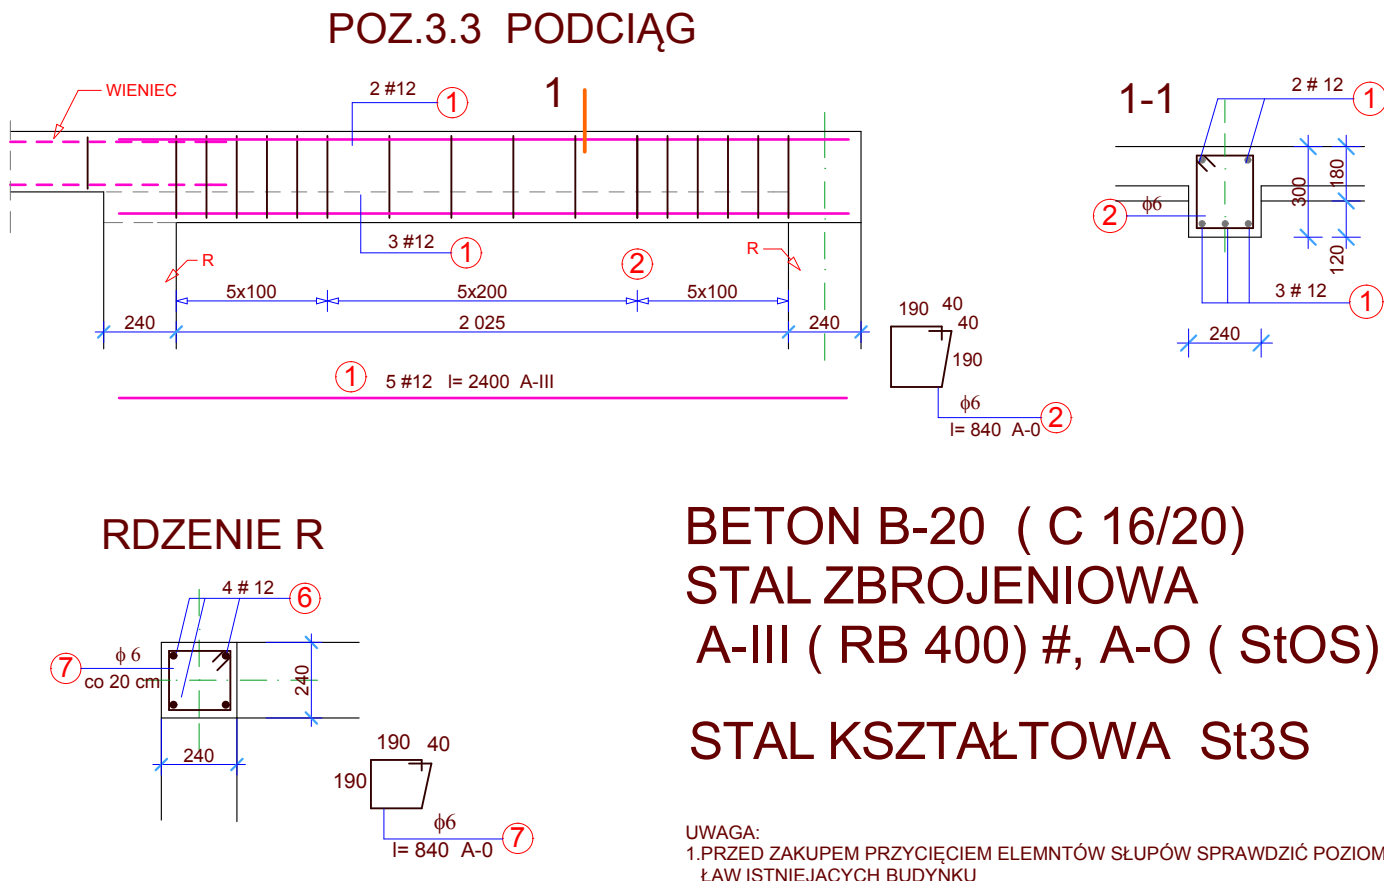 POZ.3.3 PODCIĄG
WIENIEC
2 #12
1
1
1-1
2 # 12
1
300
180
120
ϕ6
2
3 #12
1
2
R
R
5x100
5x200
5x100
240
2 025
240
3 # 12
1
240
190
40
40
190
ϕ6
2
l= 840 A-0
1
5 #12 l= 2400 A-III
RDZENIE R
4 # 12
6
ϕ 6
7
co 20 cm
240
240
190
40
190
ϕ6
7
l= 840 A-0
BETON B-20 ( C 16/20)
STAL ZBROJENIOWA
A-III ( RB 400) #, A-O ( StOS)
STAL KSZTAŁTOWA St3S
UWAGA:
1.PRZED ZAKUPEM PRZYCIĘCIEM ELEMNTÓW SŁUPÓW SPRAWDZIĆ POZIOM
ŁAW ISTNIEJACYCH BUDYNKU